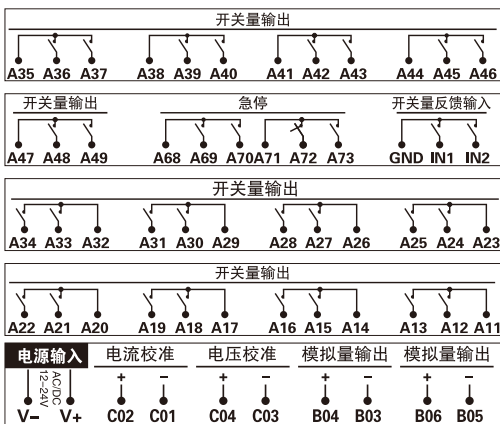 开关量输出
A35 A36 A37 A38 A39 A40 A41 A42 A43 A44 A45 A46
开关量输出 急停 开关量反馈输入
A47 A48 A49 A68 A69 A70 A71 A72 A73 GND IN1 IN2
开关量输出
A34 A33 A32 A31 A30 A29 A28 A27 A26 A25 A24 A23
开关量输出
A22 A21 A20 A19 A18 A17 A16 A15 A14 A13 A12 A11
电源输入 电流校准 电压校准 模拟量输出 模拟量输出
AC/DC
12~24V
+ − + − + − + −
V− V+ C02 C01 C04 C03 B04 B03 B06 B05